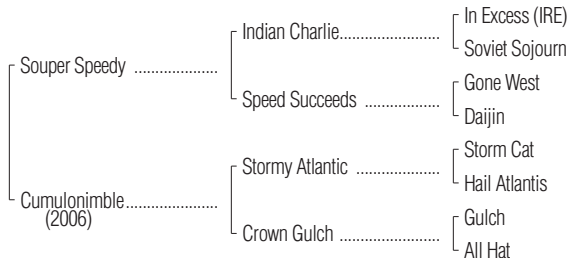 In Excess (IRE)
Indian Charlie....................
Soviet Sojourn
Souper Speedy .................
Gone West
Speed Succeeds ...............
Daijin
Storm Cat
Stormy Atlantic .................
Hail Atlantis
Cumulonimble...................
(2006)
Gulch
Crown Gulch ....................
All Hat